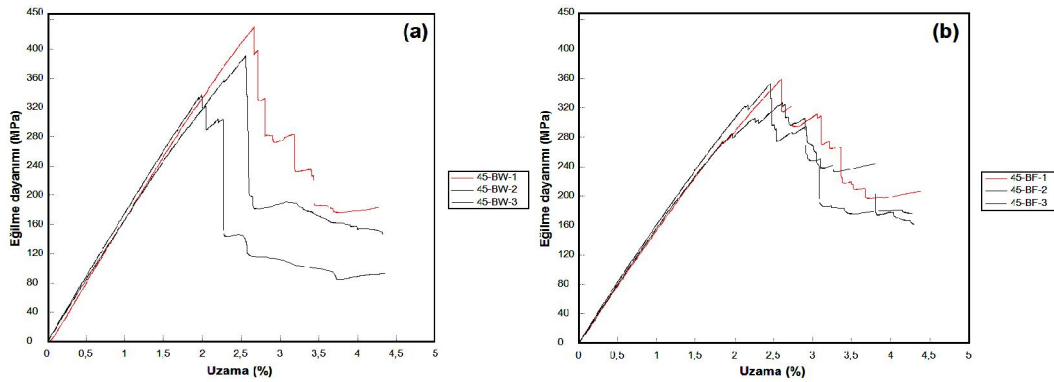 (a)
Eğilme dayanımı (MPa)
450
400
360
320
280
240
200
160
120
80
40
0
0 0,5 1 1,5 2 2,5 3 3,5 4 4,5 5
Uzama (%)
45-BW-1
45-BW-2
45-BW-3
(b)
Eğilme dayanımı (MPa)
450
400
360
320
280
240
200
160
120
80
40
0
0 0,5 1 1,5 2 2,5 3 3,5 4 4,5 5
Uzama (%)
45-BF-1
45-BF-2
45-BF-3